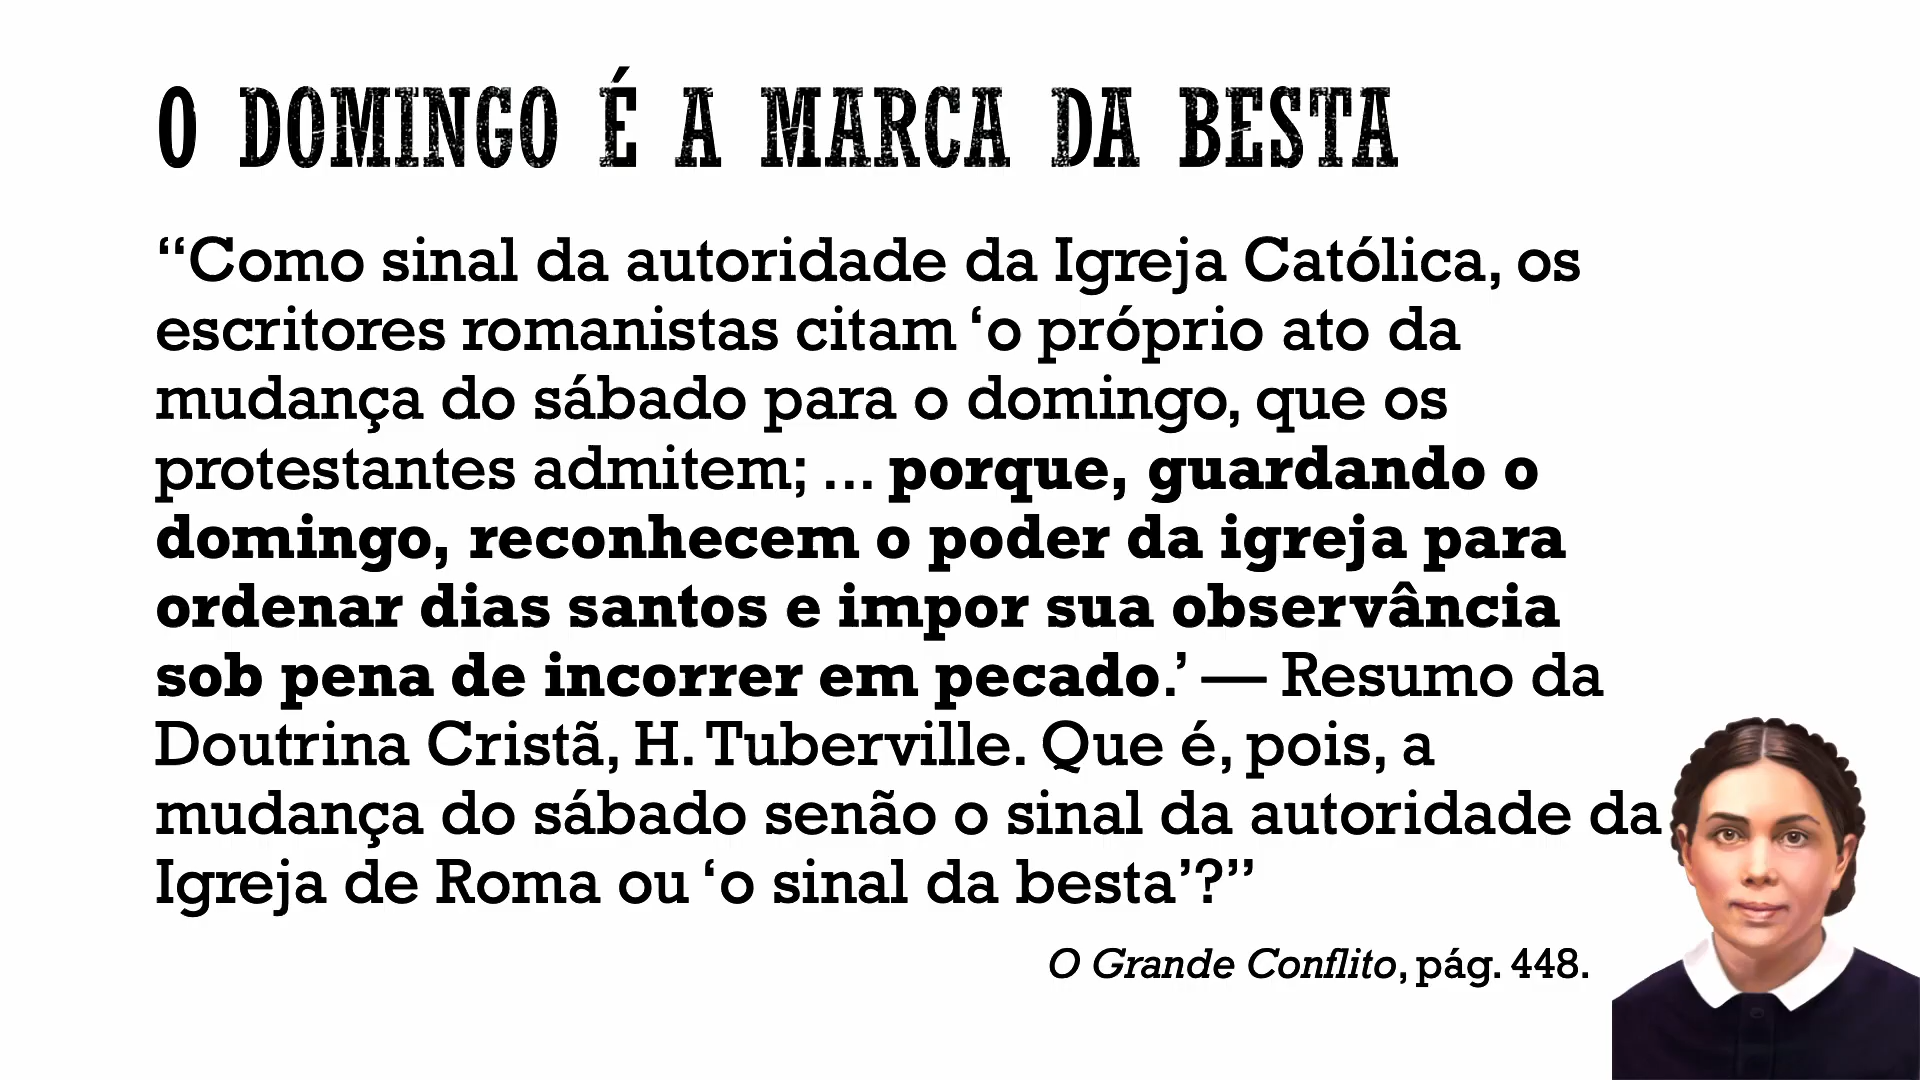 O DOMINGO É A MARCA DA BESTA
“Como sinal da autoridade da Igreja Católica, os
escritores romanistas citam ‘o próprio ato da
mudança do sábado para o domingo, que os
protestantes admitem; ... porque, guardando o
domingo, reconhecem o poder da igreja para
ordenar dias santos e impor sua observância
sob pena de incorrer em pecado.’ — Resumo da
Doutrina Cristã, H. Tuberville. Que é, pois, a
mudança do sábado senão o sinal da autoridade da
Igreja de Roma ou ‘o sinal da besta’?”
O Grande Conflito, pág. 448.